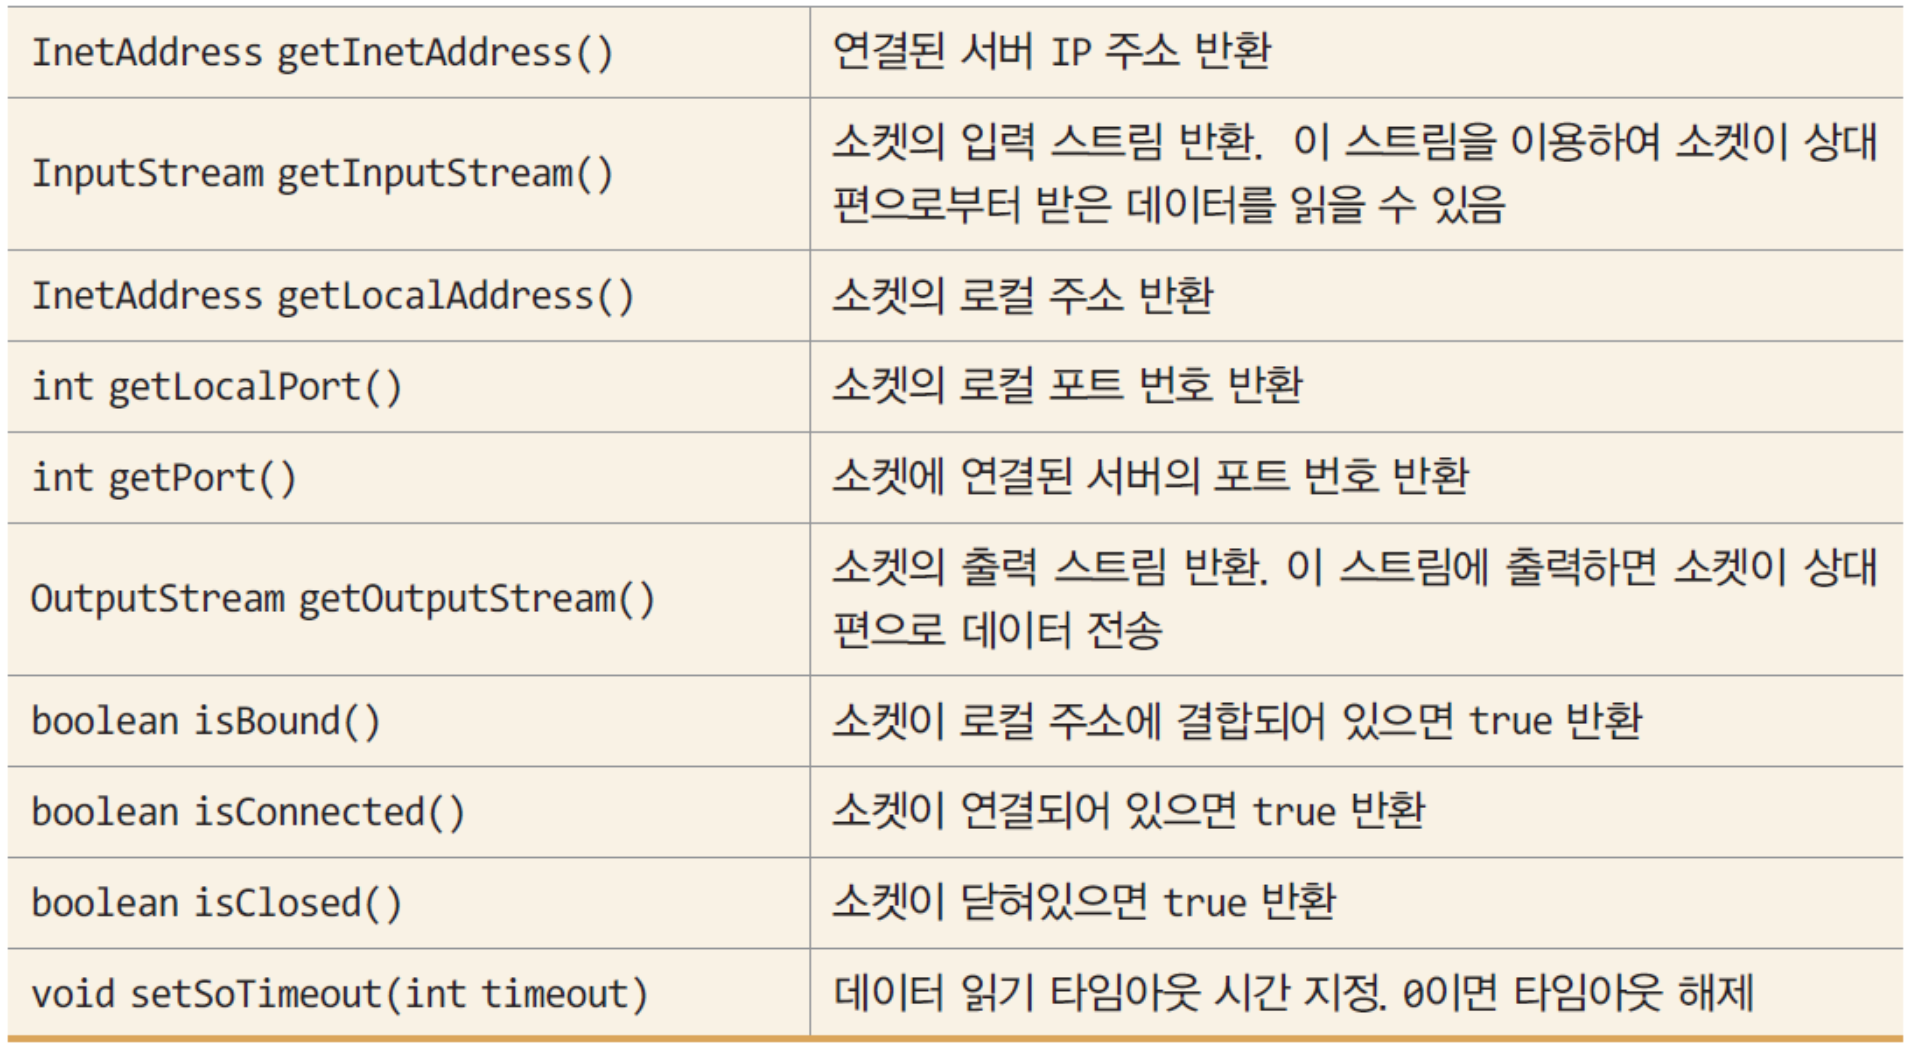 InetAddress getInetAddress() 연결된 서버 IP 주소 반환
InputStream getInputStream() 소켓의 입력 스트림 반환. 이 스트림을 이용하여 소켓이 상대
편으로부터 받은 데이터를 읽을 수 있음
InetAddress getLocalAddress() 소켓의 로컬 주소 반환
int getLocalPort() 소켓의 로컬 포트 번호 반환
int getPort() 소켓에 연결된 서버의 포트 번호 반환
OutputStream getOutputStream() 소켓의 출력 스트림 반환. 이 스트림에 출력하면 소켓이 상대
편으로 데이터 전송
boolean isBound() 소켓이 로컬 주소에 결합되어 있으면 true 반환
boolean isConnected() 소켓이 연결되어 있으면 true 반환
boolean isClosed() 소켓이 닫혀있으면 true 반환
void setSoTimeout(int timeout) 데이터 읽기 타임아웃 시간 지정. 0이면 타임아웃 해제